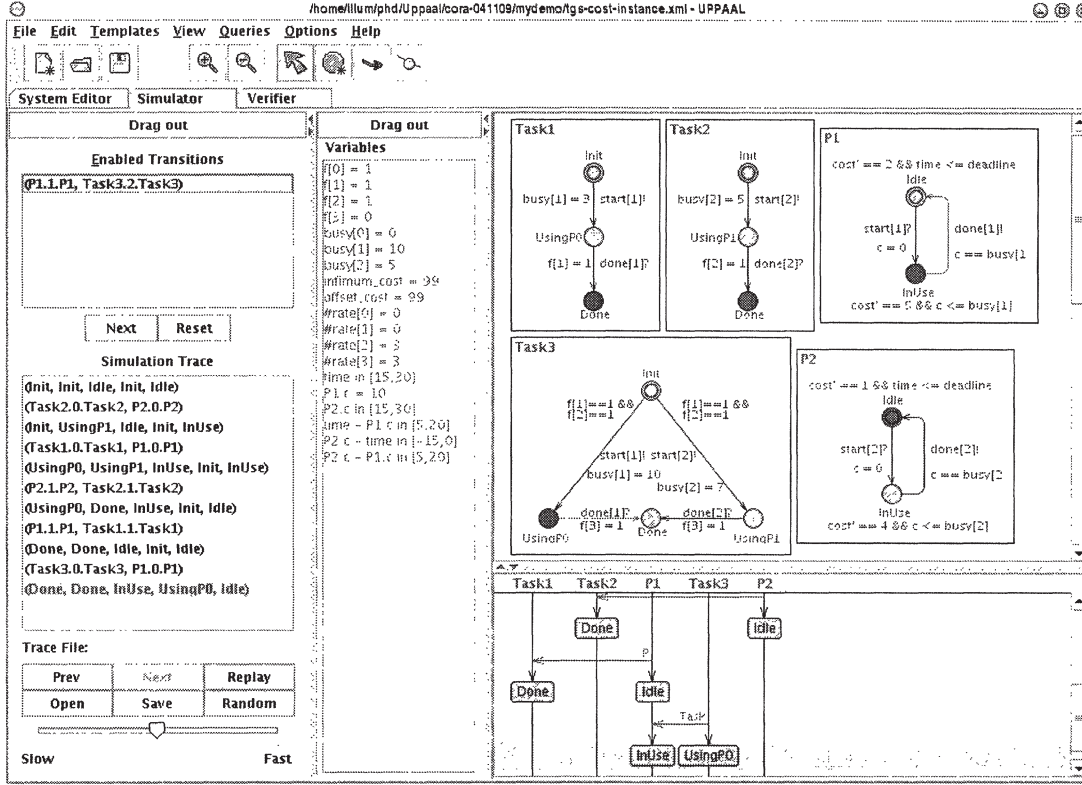 /home/illum/phd/Uppaal/cora-041109/mydemo/tgs-cost-instance.xml - UPPAAL
File Edit Templates View Queries Options Help
System Editor Simulator Verifier
Drag out
Enabled Transitions
(P1.1.P1, Task3.2.Task3)
Next Reset
Simulation Trace
(Init, Init, Idle, Init, Idle)
(Task2.0.Task2, P2.0.P2)
(Init, UsingP1, Idle, Init, InUse)
(Task1.0.Task1, P1.0.P1)
(UsingP0, UsingP1, InUse, Init, InUse)
(P2.1.P2, Task2.1.Task2)
(UsingP0, Done, InUse, Init, Idle)
(P1.1.P1, Task1.1.Task1)
(Done, Done, Idle, Init, Idle)
(Task3.0.Task3, P1.0.P1)
(Done, Done, InUse, UsingP0, Idle)
Trace File:
Prev Next Replay
Open Save Random
Slow Fast
Drag out
Variables
f[0] = 1
f[1] = 1
f[2] = 1
f[3] = 0
busy[0] = 0
busy[1] = 10
busy[2] = 5
infimum_cost = 99
offset_cost = 99
#rate[0] = 0
#rate[1] = 0
#rate[2] = 3
#rate[3] = 3
time in [15,30]
P1.c = 10
P2.c in [15,30]
time - P1.c in [5,20]
P2.c - time in [-15,0]
P2.c - P1.c in [5,20]
Task1
Init
busy[1] = 3 start[1]!
UsingP0
f[1] = 1 done[1]?
Done
Task2
Init
busy[2] = 5 start[2]!
UsingP1
f[2] = 1 done[2]?
Done
P1
cost' == 2 && time <= deadline
Idle
start[1]?
c = 0
done[1]!
c == busy[1
InUse
cost' == 5 && c <= busy[1]
Task3
Init
f[1]==1 &&
f[2]==1
f[1]==1 &&
f[2]==1
start[1]! start[2]!
busy[1] = 10
busy[2] = 7
done[1]?
f[3] = 1
done[2]?
f[3] = 1
UsingP0 Done UsingP1
P2
cost' == 1 && time <= deadline
Idle
start[2]?
c = 0
done[2]!
c == busy[2
InUse
cost' == 4 && c <= busy[2]
Task1 Task2 P1 Task3 P2
Done Idle
P
Done Idle
Task
InUse UsingP0